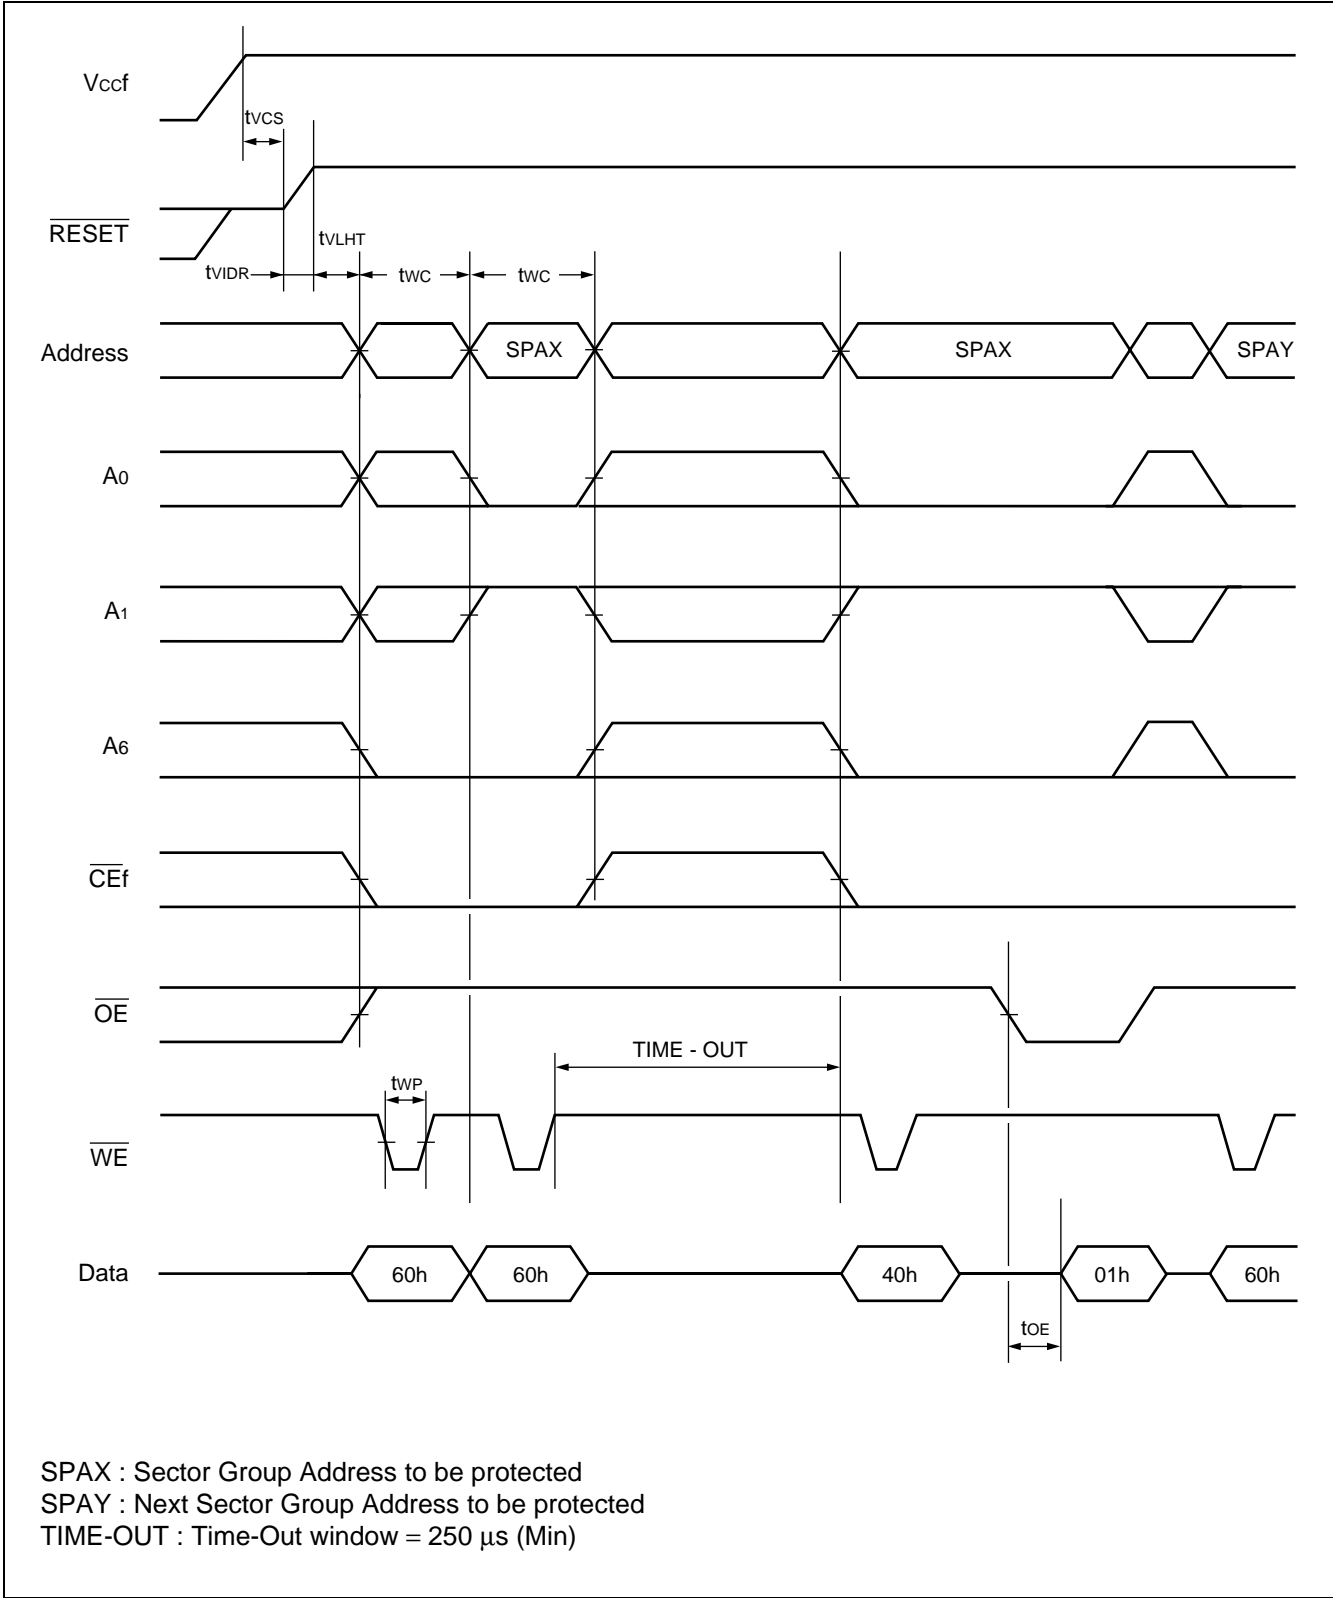 VCCf
tVCS
RESET
tVLHT
tVIDR
tWC
tWC
Address
SPAX
SPAX
SPAY
A0
A1
A6
CEf
OE
TIME - OUT
tWP
WE
Data
60h
60h
40h
01h
60h
tOE
SPAX : Sector Group Address to be protected
SPAY : Next Sector Group Address to be protected
TIME-OUT : Time-Out window = 250 μs (Min)